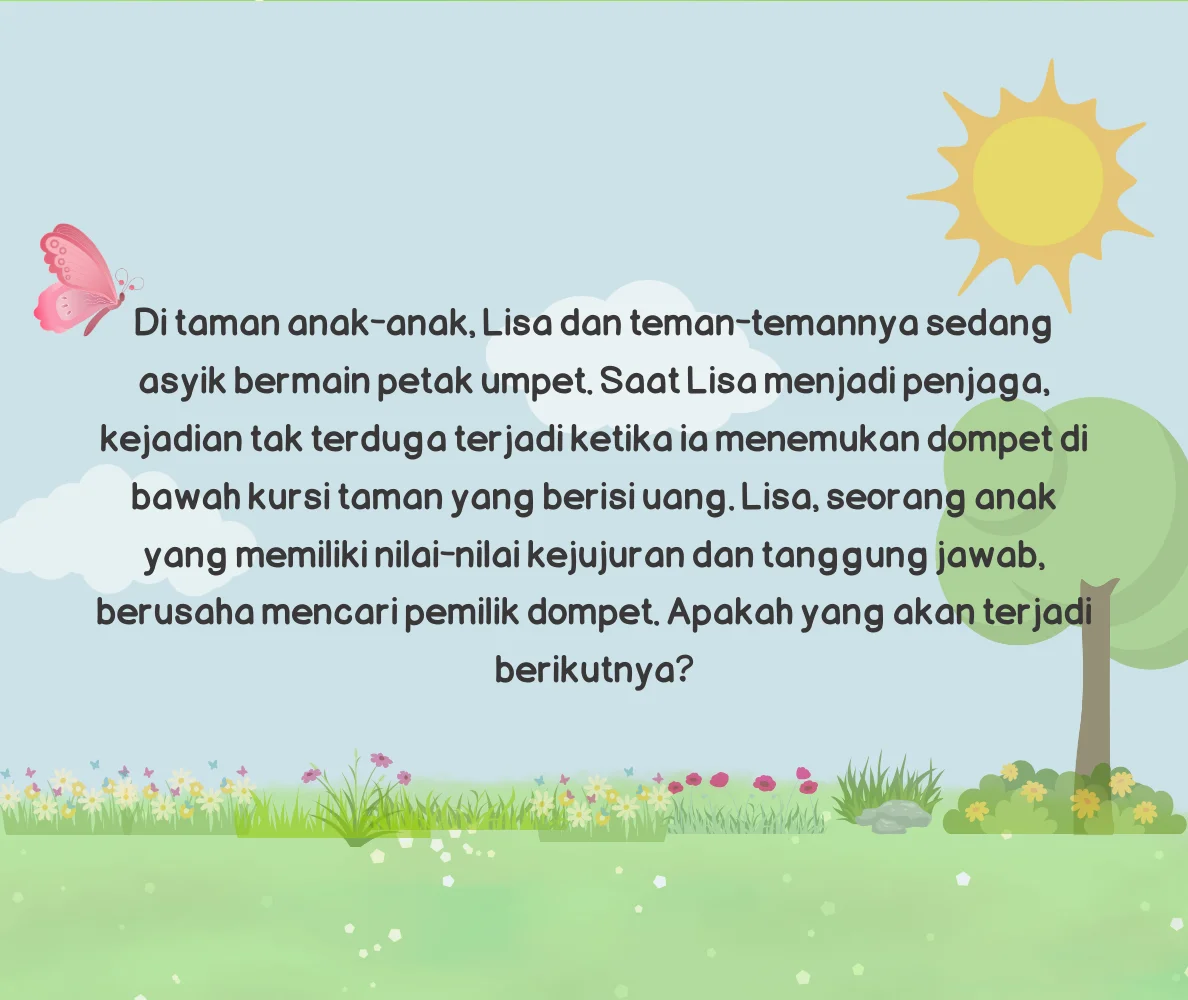 Di taman anak-anak, Lisa dan teman-temannya sedang
asyik bermain petak umpet. Saat Lisa menjadi penjaga,
kejadian tak terduga terjadi ketika ia menemukan dompet di
bawah kursi taman yang berisi uang. Lisa, seorang anak
yang memiliki nilai-nilai kejujuran dan tanggung jawab,
berusaha mencari pemilik dompet. Apakah yang akan terjadi
berikutnya?